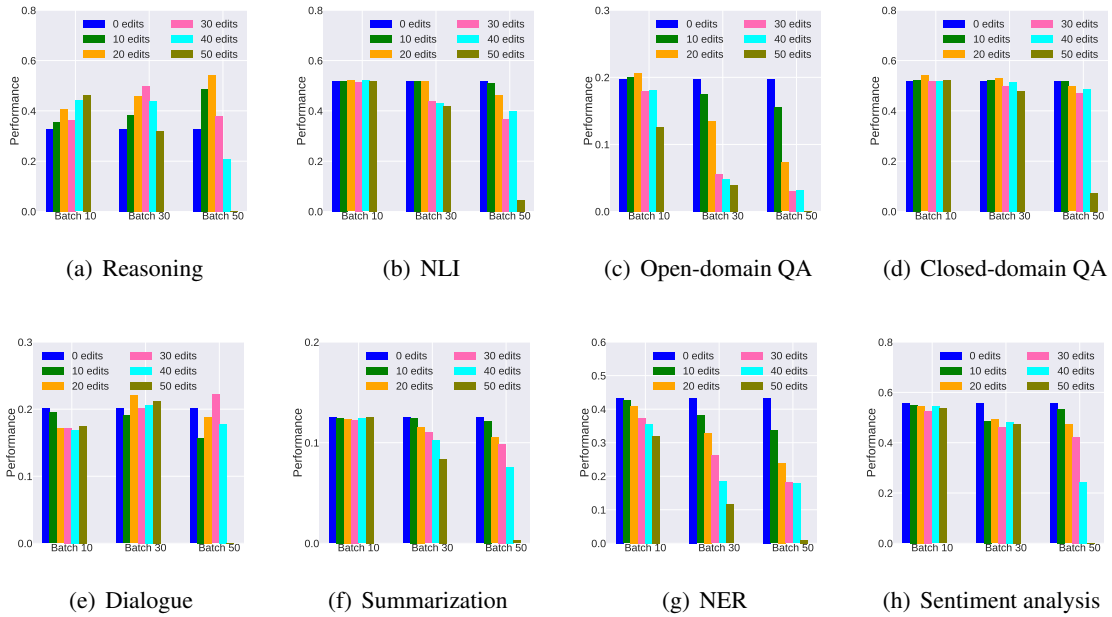 0.8
0.6
0.4
0.2
0.0
Performance
0 edits
10 edits
20 edits
30 edits
40 edits
50 edits
Batch 10
Batch 30
Batch 50
(a) Reasoning
0.8
0.6
0.4
0.2
0.0
Performance
0 edits
10 edits
20 edits
30 edits
40 edits
50 edits
Batch 10
Batch 30
Batch 50
(b) NLI
0.3
0.2
0.1
0.0
Performance
0 edits
10 edits
20 edits
30 edits
40 edits
50 edits
Batch 10
Batch 30
Batch 50
(c) Open-domain QA
0.8
0.6
0.4
0.2
0.0
Performance
0 edits
10 edits
20 edits
30 edits
40 edits
50 edits
Batch 10
Batch 30
Batch 50
(d) Closed-domain QA
0.3
0.2
0.1
0.0
Performance
0 edits
10 edits
20 edits
30 edits
40 edits
50 edits
Batch 10
Batch 30
Batch 50
(e) Dialogue
0.2
0.1
0.0
Performance
0 edits
10 edits
20 edits
30 edits
40 edits
50 edits
Batch 10
Batch 30
Batch 50
(f) Summarization
0.6
0.5
0.4
0.3
0.2
0.1
0.0
Performance
0 edits
10 edits
20 edits
30 edits
40 edits
50 edits
Batch 10
Batch 30
Batch 50
(g) NER
0.8
0.6
0.4
0.2
0.0
Performance
0 edits
10 edits
20 edits
30 edits
40 edits
50 edits
Batch 10
Batch 30
Batch 50
(h) Sentiment analysis